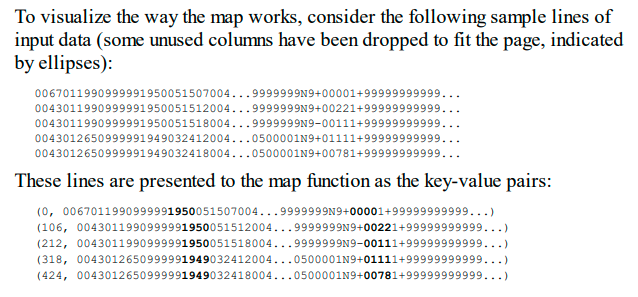 To visualize the way the map works, consider the following sample lines of
input data (some unused columns have been dropped to fit the page, indicated
by ellipses):
0067011990999991950051507004...9999999N9+00001+99999999999...
0043011990999991950051512004...9999999N9+00221+99999999999...
0043011990999991950051518004...9999999N9-00111+99999999999...
0043012650999991949032412004...0500001N9+01111+99999999999...
0043012650999991949032418004...0500001N9+00781+99999999999...
These lines are presented to the map function as the key-value pairs:
(0, 0067011990999991950051507004...9999999N9+00001+99999999999...)
(106, 0043011990999991950051512004...9999999N9+00221+99999999999...)
(212, 0043011990999991950051518004...9999999N9-00111+99999999999...)
(318, 0043012650999991949032412004...0500001N9+01111+99999999999...)
(424, 0043012650999991949032418004...0500001N9+00781+99999999999...)